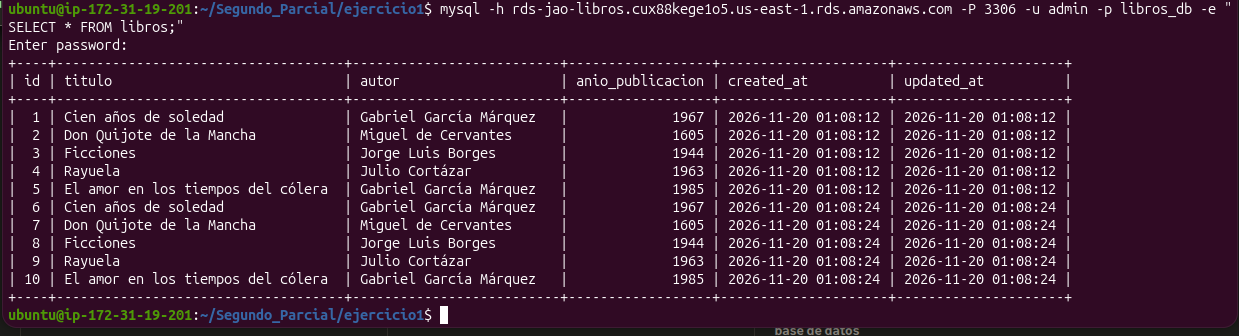 ubuntu@ip-172-31-19-201:~/Segundo_Parcial/ejercicio1$ mysql -h rds-jao-libros.cux88kege1o5.us-east-1.rds.amazonaws.com -P 3306 -u admin -p libros_db -e "
SELECT * FROM libros;"
Enter password:
+----+---------------------------------+------------------------+------------------+---------------------+---------------------+
| id | titulo | autor | anio_publicacion | created_at | updated_at |
+----+---------------------------------+------------------------+------------------+---------------------+---------------------+
| 1 | Cien años de soledad | Gabriel García Márquez | 1967 | 2026-11-20 01:08:12 | 2026-11-20 01:08:12 |
| 2 | Don Quijote de la Mancha | Miguel de Cervantes | 1605 | 2026-11-20 01:08:12 | 2026-11-20 01:08:12 |
| 3 | Ficciones | Jorge Luis Borges | 1944 | 2026-11-20 01:08:12 | 2026-11-20 01:08:12 |
| 4 | Rayuela | Julio Cortázar | 1963 | 2026-11-20 01:08:12 | 2026-11-20 01:08:12 |
| 5 | El amor en los tiempos del cólera | Gabriel García Márquez | 1985 | 2026-11-20 01:08:12 | 2026-11-20 01:08:12 |
| 6 | Cien años de soledad | Gabriel García Márquez | 1967 | 2026-11-20 01:08:24 | 2026-11-20 01:08:24 |
| 7 | Don Quijote de la Mancha | Miguel de Cervantes | 1605 | 2026-11-20 01:08:24 | 2026-11-20 01:08:24 |
| 8 | Ficciones | Jorge Luis Borges | 1944 | 2026-11-20 01:08:24 | 2026-11-20 01:08:24 |
| 9 | Rayuela | Julio Cortázar | 1963 | 2026-11-20 01:08:24 | 2026-11-20 01:08:24 |
| 10 | El amor en los tiempos del cólera | Gabriel García Márquez | 1985 | 2026-11-20 01:08:24 | 2026-11-20 01:08:24 |
+----+---------------------------------+------------------------+------------------+---------------------+---------------------+
ubuntu@ip-172-31-19-201:~/Segundo_Parcial/ejercicio1$
base de datos